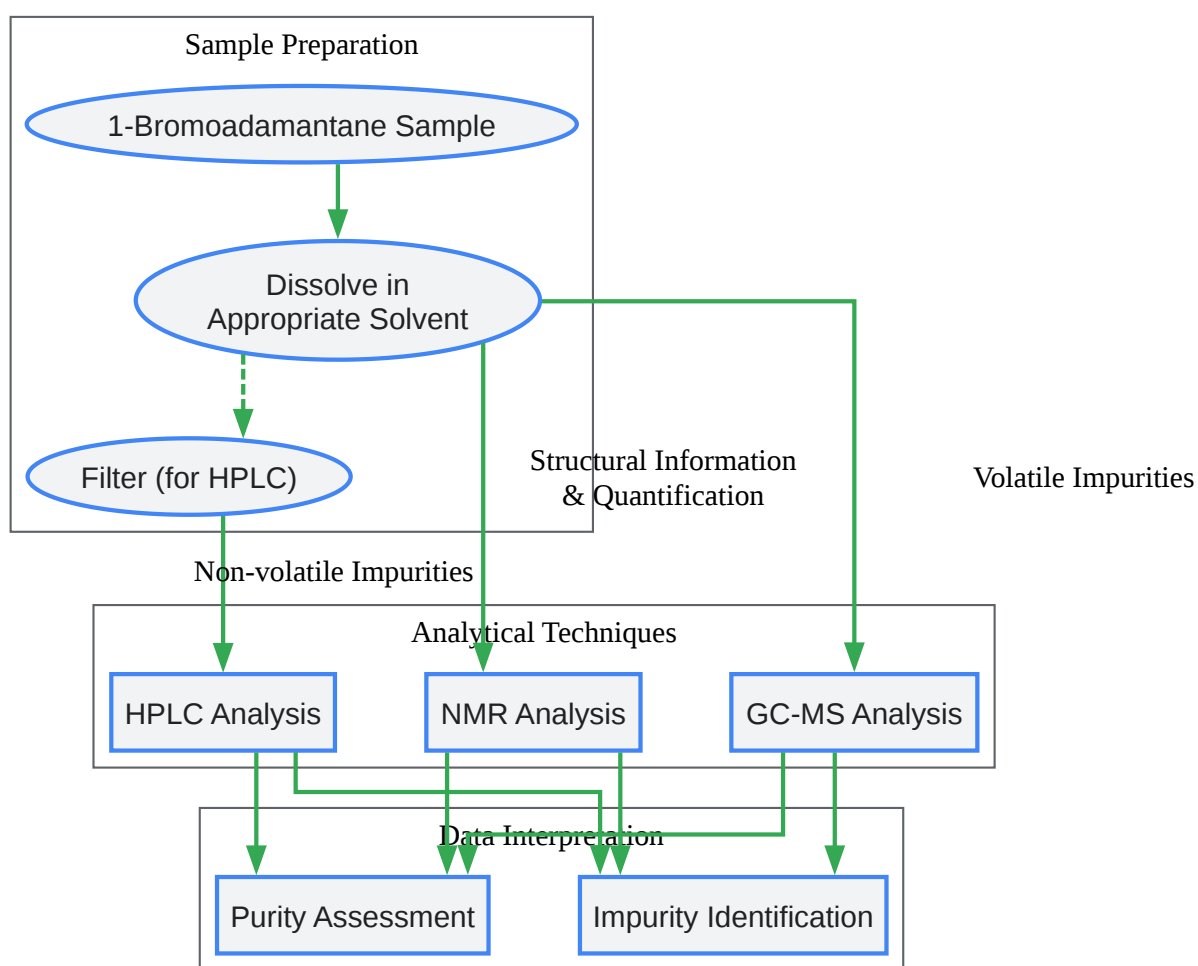 Sample Preparation
1-Bromoadamantane Sample
Dissolve in
Appropriate Solvent
Filter (for HPLC)
Structural Information
& Quantification
Volatile Impurities
Non-volatile Impurities
Analytical Techniques
HPLC Analysis
NMR Analysis
GC-MS Analysis
Data Interpretation
Purity Assessment
Impurity Identification